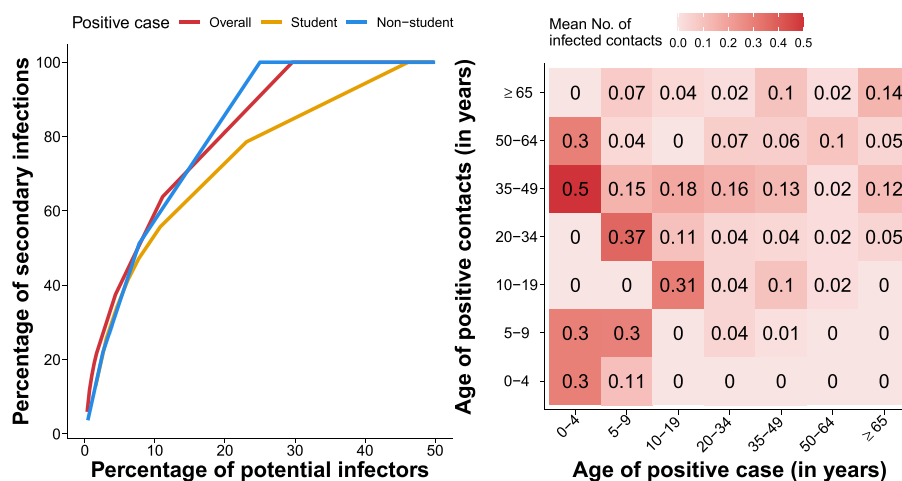 Positive case Overall Student Non−student
Percentage of secondary infections
100
80
60
40
20
0
0 10 20 30 40 50
Percentage of potential infectors
Mean No. of
infected contacts
0.0 0.1 0.2 0.3 0.4 0.5
Age of positive contacts (in years)
≥ 65 0 0.07 0.04 0.02 0.1 0.02 0.14
50−64 0.3 0.04 0 0.07 0.06 0.1 0.05
35−49 0.5 0.15 0.18 0.16 0.13 0.02 0.12
20−34 0 0.37 0.11 0.04 0.04 0.02 0.05
10−19 0 0 0.31 0.04 0.1 0.02 0
5−9 0.3 0.3 0 0.04 0.01 0 0
0−4 0.3 0.11 0 0 0 0 0
0−4 5−9 10−19 20−34 35−49 50−64 ≥ 65
Age of positive case (in years)